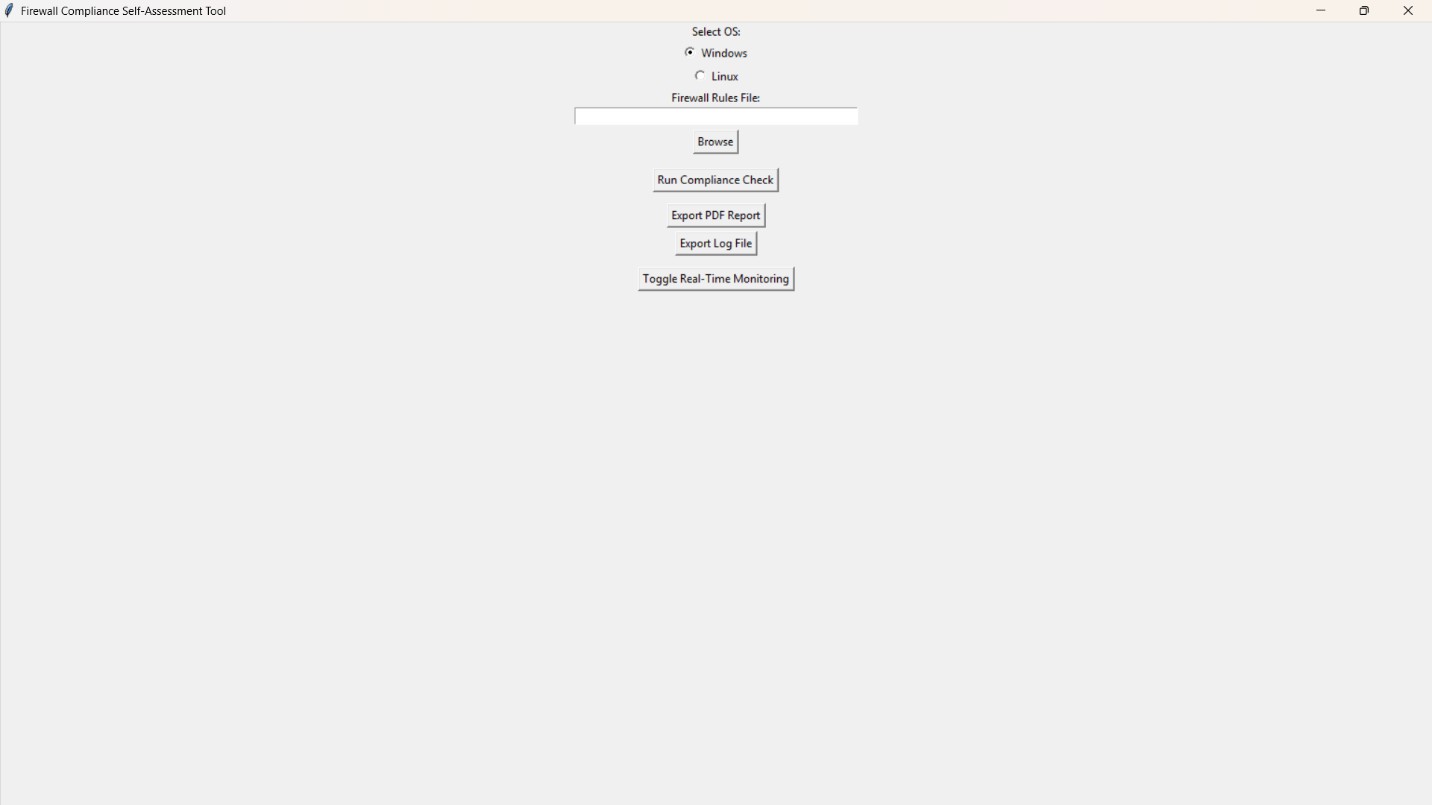 Firewall Compliance Self-Assessment Tool
Select OS:
Windows
Linux
Firewall Rules File:
Browse
Run Compliance Check
Export PDF Report
Export Log File
Toggle Real-Time Monitoring